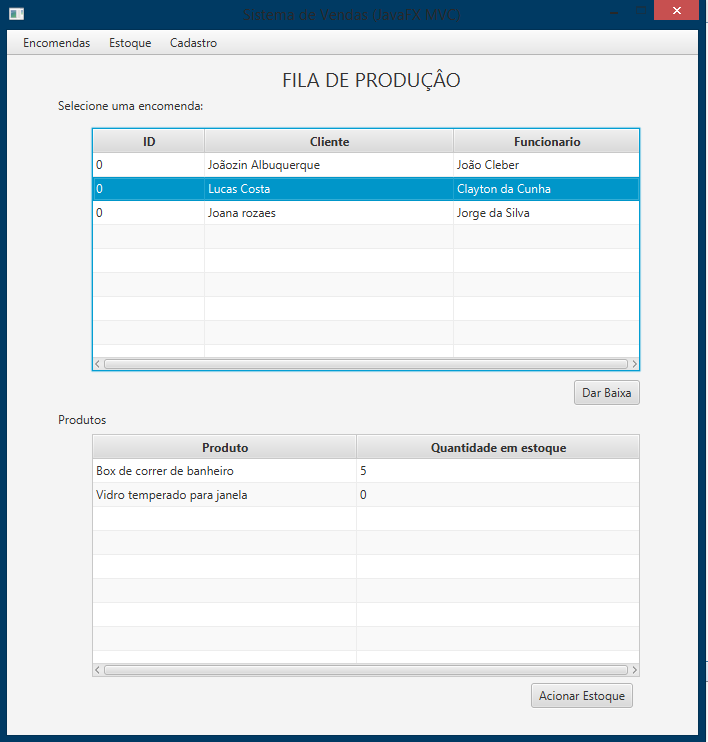 Sistema de Vendas (JavaFX MVC)
Encomendas Estoque Cadastro
FILA DE PRODUÇÂO
Selecione uma encomenda:
ID Cliente Funcionario
0 Joãozin Albuquerque João Cleber
0 Lucas Costa Clayton da Cunha
0 Joana rozaes Jorge da Silva
Dar Baixa
Produtos
Produto Quantidade em estoque
Box de correr de banheiro 5
Vidro temperado para janela 0
Acionar Estoque